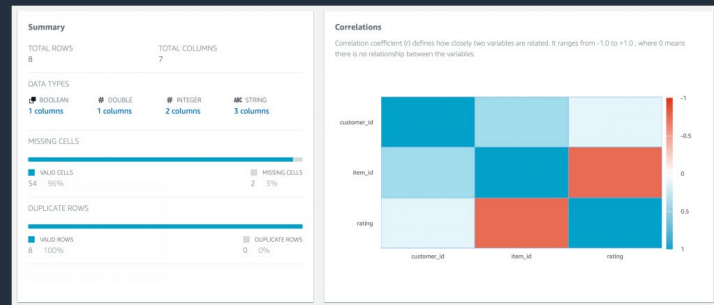 Summary
TOTAL ROWS
8
TOTAL COLUMNS
7
DATA TYPES
BOOLEAN
1 columns
# DOUBLE
1 columns
# INTEGER
2 columns
ABC STRING
3 columns
MISSING CELLS
VALID CELLS
54 96%
MISSING CELLS
2 3%
DUPLICATE ROWS
VALID ROWS
8 100%
DUPLICATE ROWS
0 0%
Correlations
Correlation coefficient (r) defines how closely two variables are related. It ranges from -1.0 to +1.0 , where 0 means
there is no relationship between the variables.
customer_id
item_id
rating
customer_id
item_id
rating
-1
-0.5
0
0.5
1